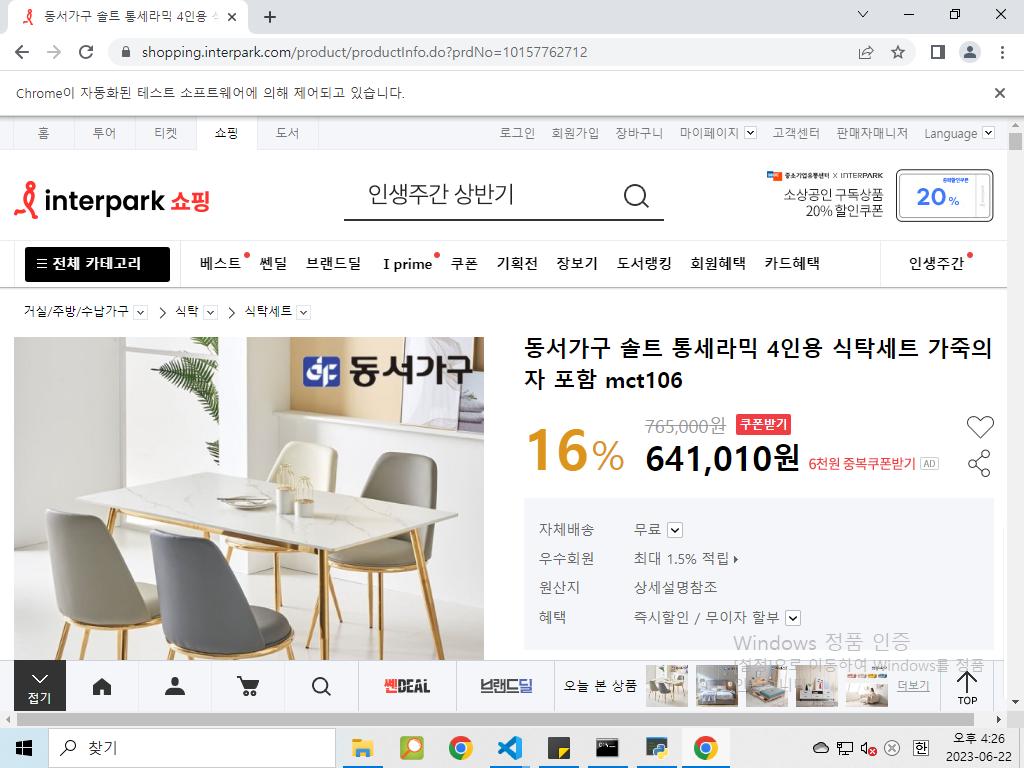 동서가구 솔트 통세라믹 4인용 식
shopping.interpark.com/product/productInfo.do?prdNo=10157762712
Chrome이 자동화된 테스트 소프트웨어에 의해 제어되고 있습니다.
홈 투어 티켓 쇼핑 도서 로그인 회원가입 장바구니 마이페이지 고객센터 판매자매니저 Language
중소기업유통센터 X INTERPARK
interpark 쇼핑 인생주간 상반기 소상공인 구독상품 20%
20% 할인쿠폰
전체 카테고리 베스트 쎈딜 브랜드딜 I prime 쿠폰 기획전 장보기 도서랭킹 회원혜택 카드혜택 인생주간
거실/주방/수납가구 식탁 식탁세트
동서가구
동서가구 솔트 통세라믹 4인용 식탁세트 가죽의
자 포함 mct106
16% 765,000원 쿠폰받기
641,010원 6천원 중복쿠폰받기 AD
자체배송 무료
우수회원 최대 1.5% 적립
원산지 상세설명참조
혜택 즉시할인 / 무이자 할부
Windows 정품 인증
[설정]으로 이동하여 Windows를 정품
접기 쎈DEAL 브랜드딜 오늘 본 상품 더보기 TOP
찾기 한 오후 4:26
2023-06-22